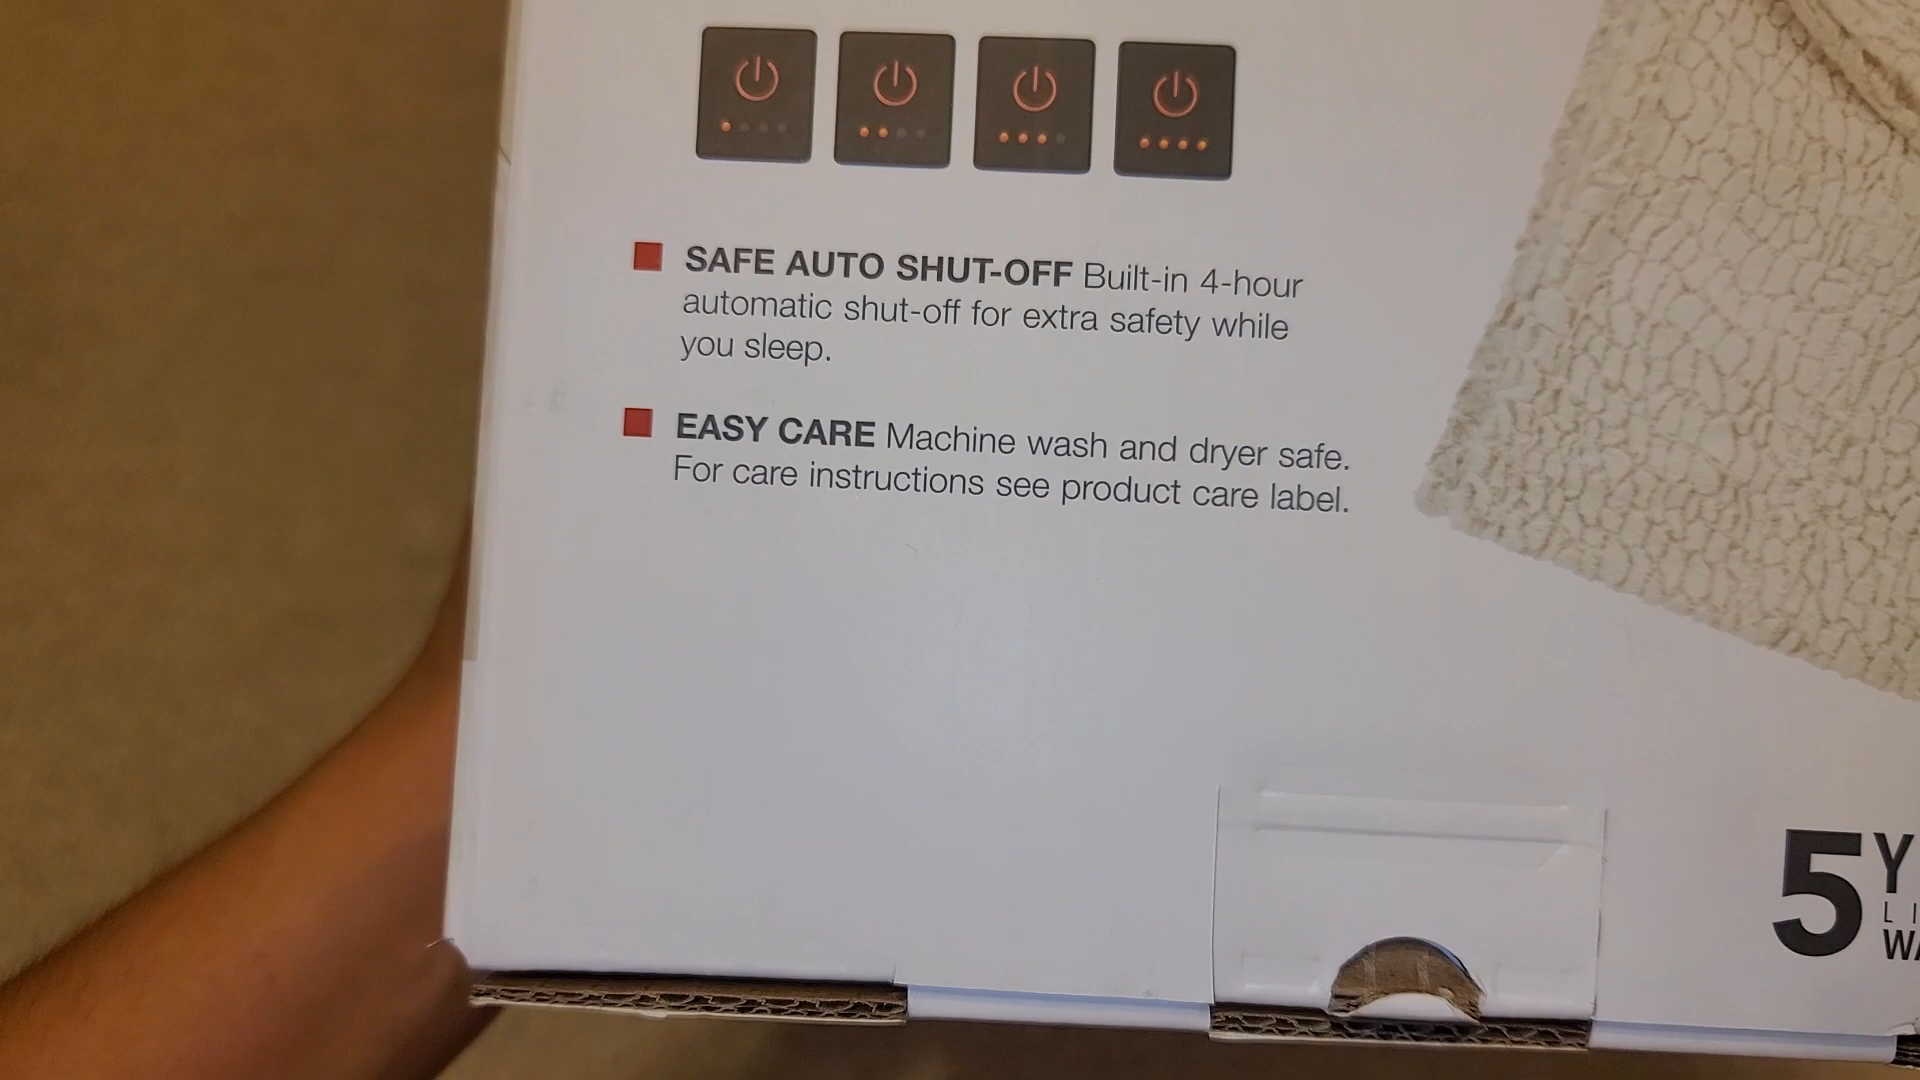 SAFE AUTO SHUT-OFF Built-in 4-hour
automatic shut-off for extra safety while
you sleep.
EASY CARE Machine wash and dryer safe.
For care instructions see product care label.
5 Y
LI
WA